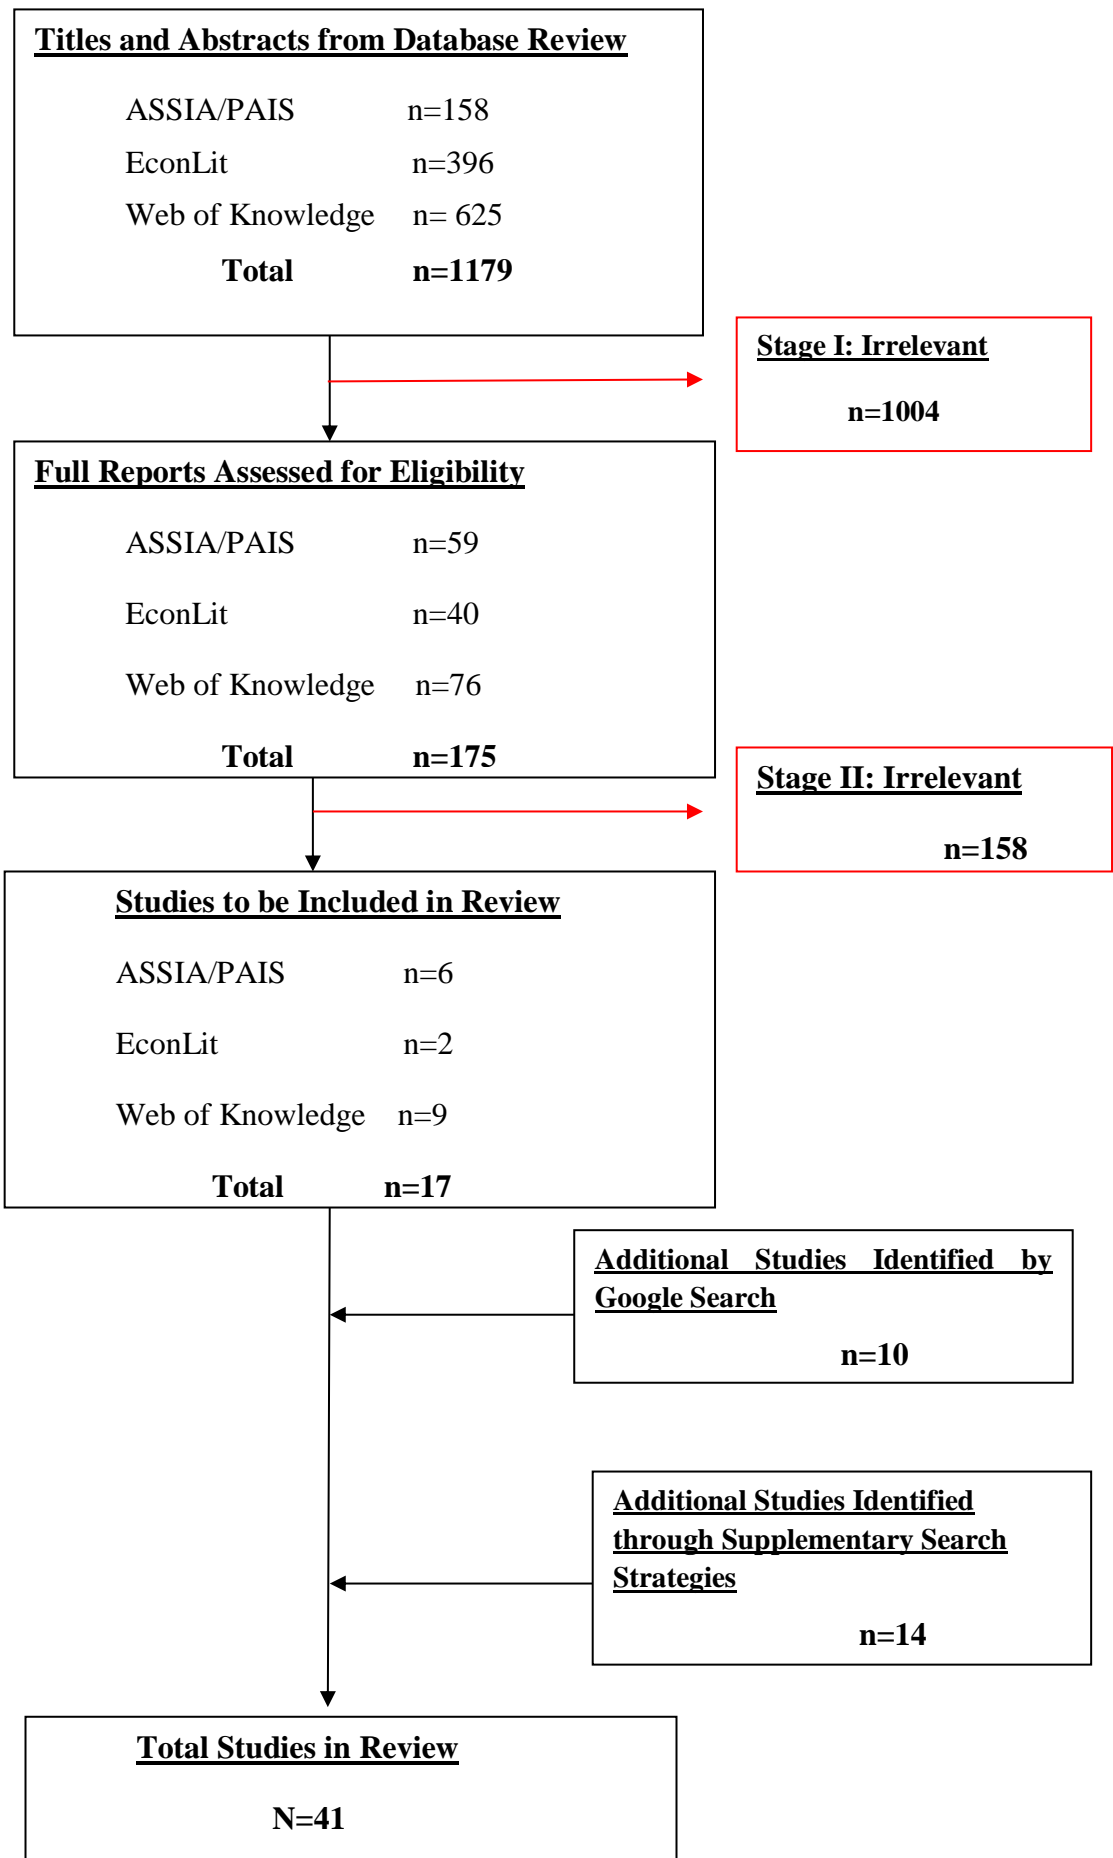 Titles and Abstracts from Database Review
ASSIA/PAIS n=158
EconLit n=396
Web of Knowledge n= 625
Total n=1179
Stage I: Irrelevant
n=1004
Full Reports Assessed for Eligibility
ASSIA/PAIS n=59
EconLit n=40
Web of Knowledge n=76
Total n=175
Stage II: Irrelevant
n=158
Studies to be Included in Review
ASSIA/PAIS n=6
EconLit n=2
Web of Knowledge n=9
Total n=17
Additional Studies Identified by
Google Search
n=10
Additional Studies Identified
through Supplementary Search
Strategies
n=14
Total Studies in Review
N=41